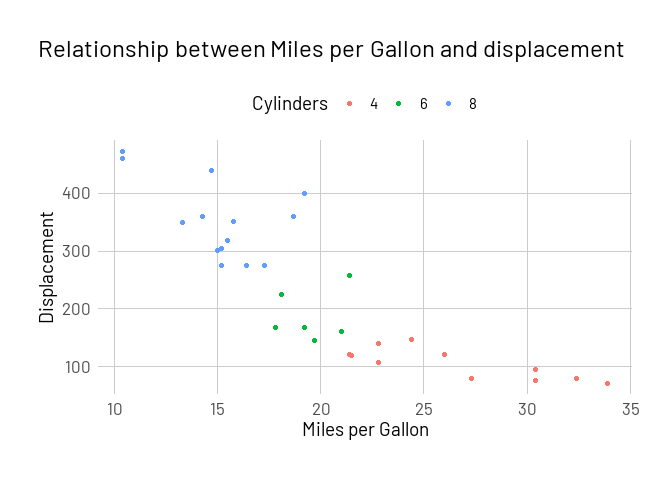 Relationship between Miles per Gallon and displacement
Cylinders 4 6 8
Displacement
400
300
200
100
10 15 20 25 30 35
Miles per Gallon